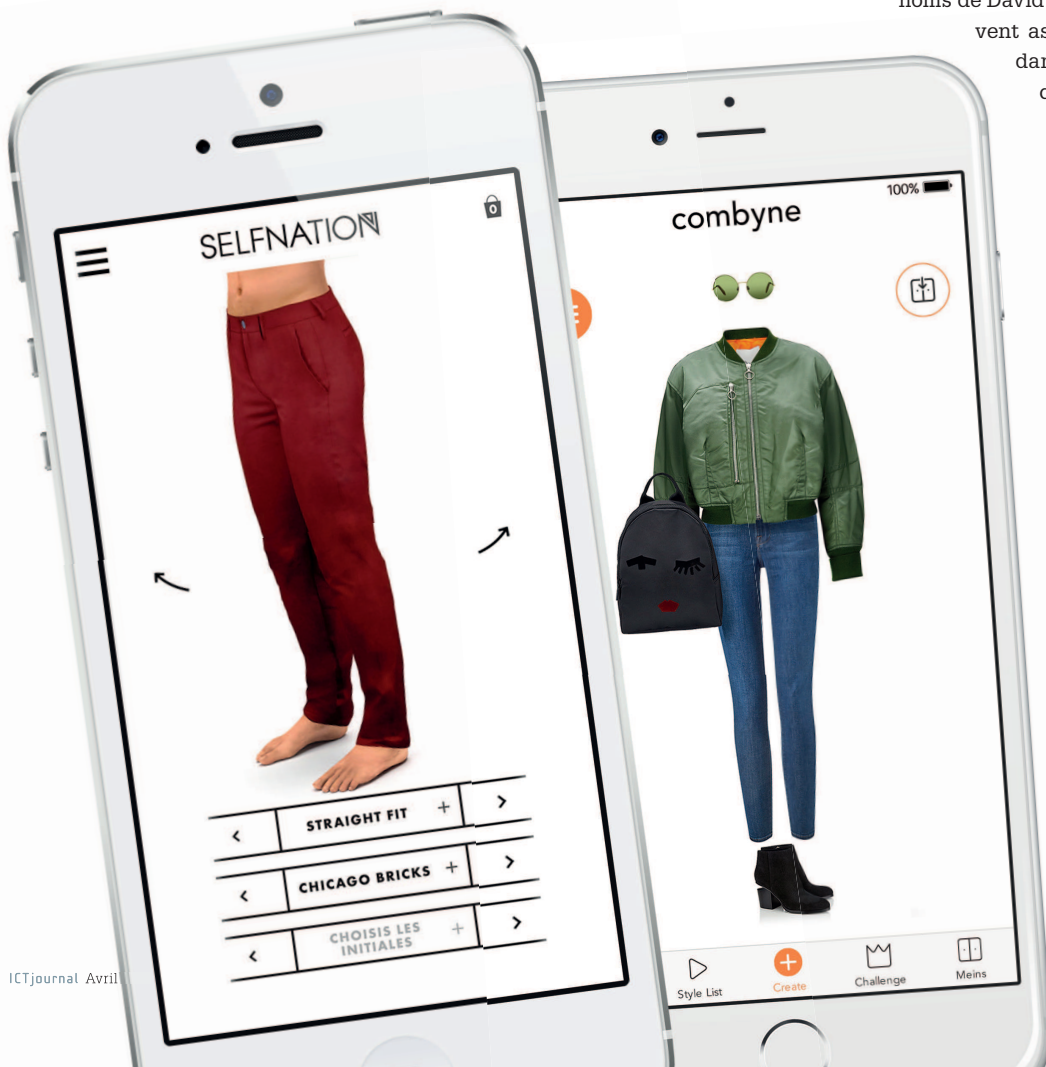 noms de David
vent as
SELFNATION
0
STRAIGHT FIT +
CHICAGO BRICKS +
CHOISIS LES
INITIALES +
100%
combyne
Style List
Create
Challenge
Meins
ICTjournal Avril